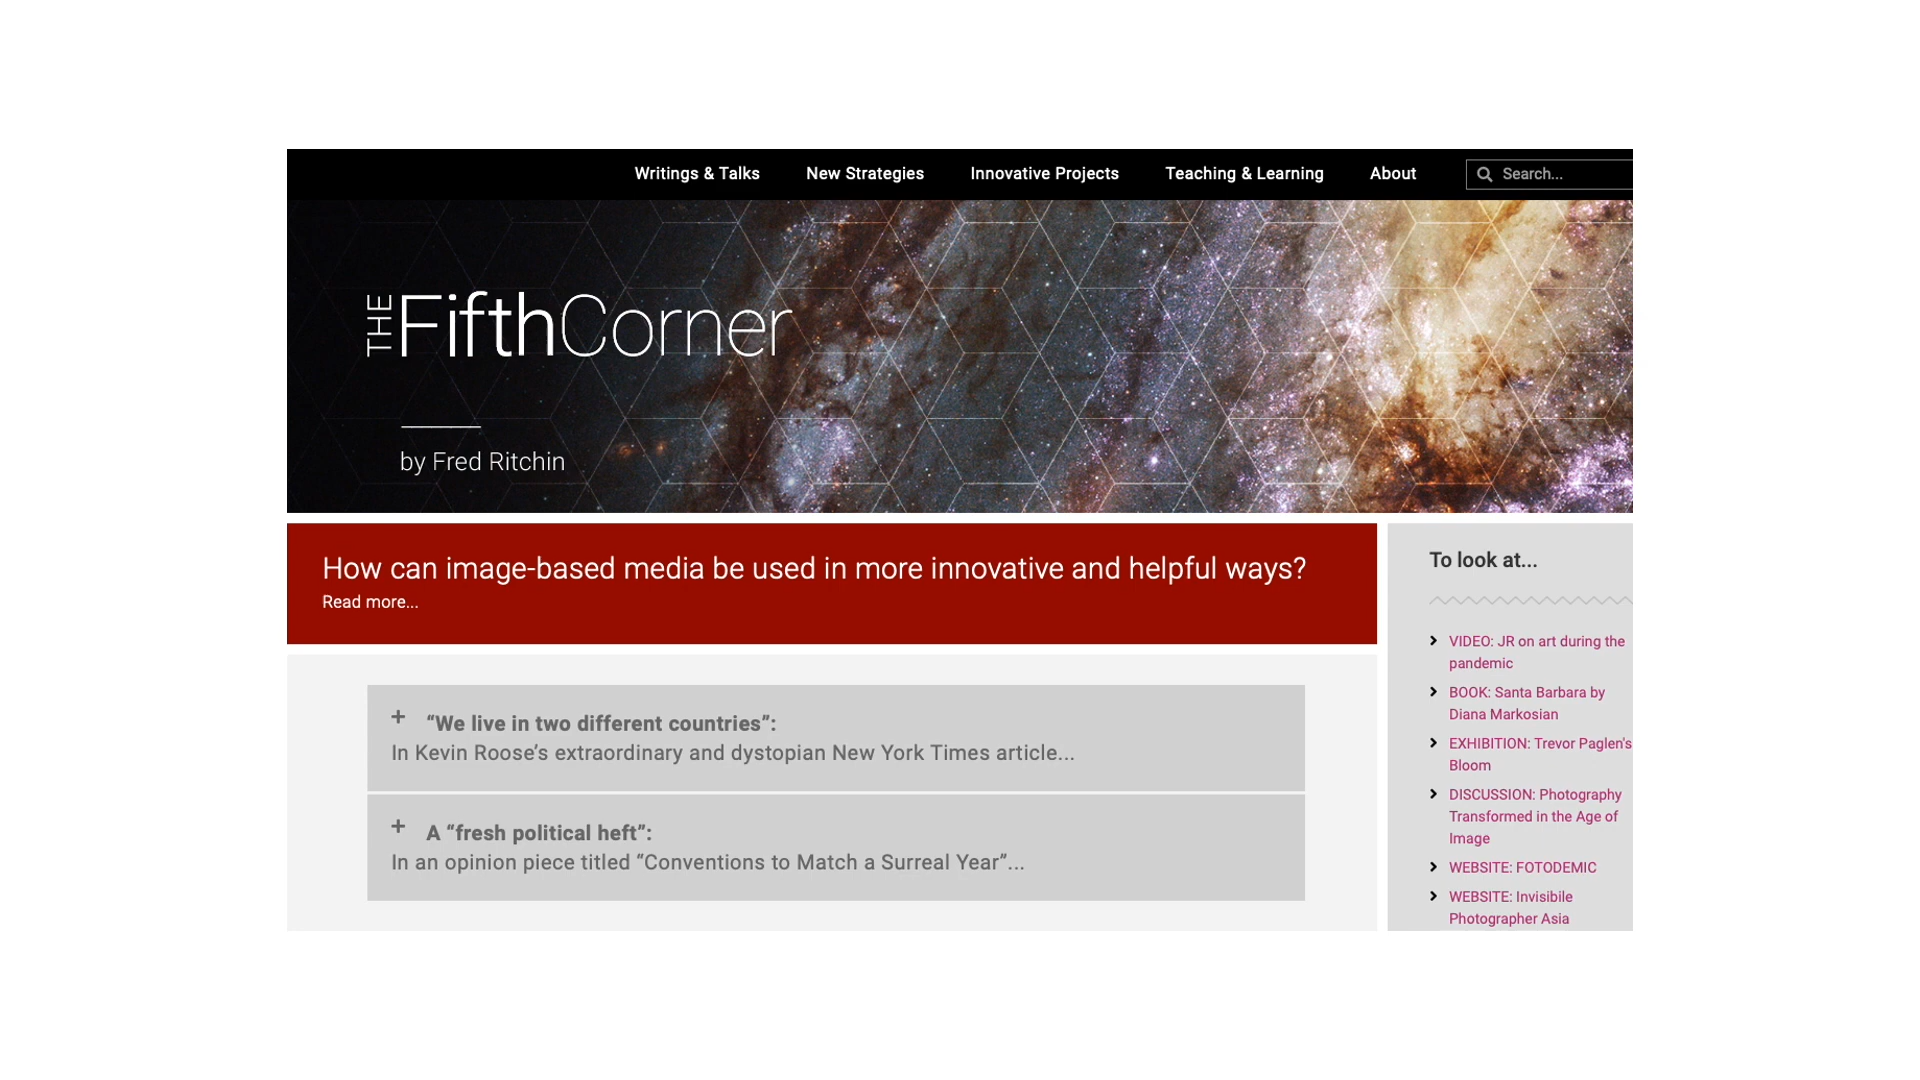 Writings & Talks New Strategies Innovative Projects Teaching & Learning About Search...
THE FifthCorner
by Fred Ritchin
How can image-based media be used in more innovative and helpful ways?
Read more...
+ “We live in two different countries”:
In Kevin Roose’s extraordinary and dystopian New York Times article...
+ A “fresh political heft”:
In an opinion piece titled “Conventions to Match a Surreal Year”...
To look at...
VIDEO: JR on art during the
pandemic
BOOK: Santa Barbara by
Diana Markosian
EXHIBITION: Trevor Paglen's
Bloom
DISCUSSION: Photography
Transformed in the Age of
Image
WEBSITE: FOTODEMIC
WEBSITE: Invisibile
Photographer Asia